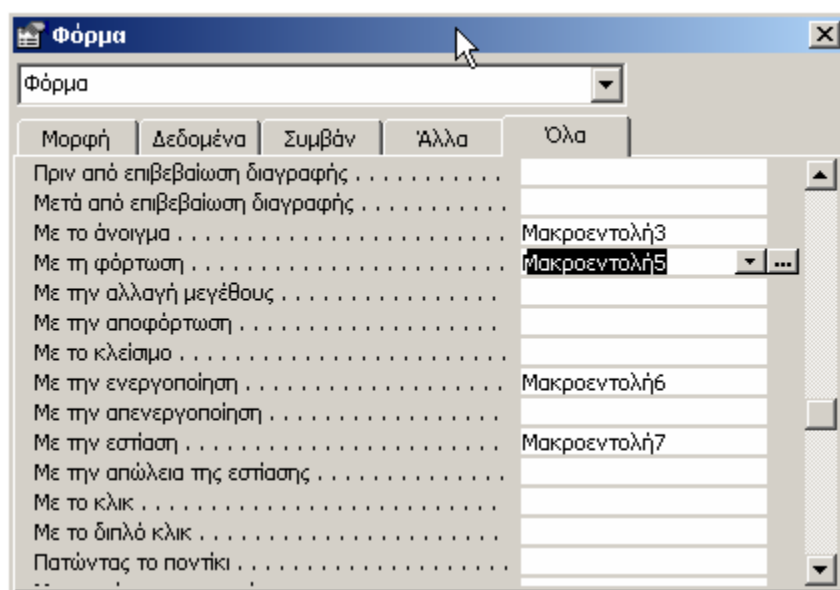 Φόρμα
Φόρμα
Μορφή Δεδομένα Συμβάν Άλλα Όλα
Πριν από επιβεβαίωση διαγραφής . . . . . . . . . . .
Μετά από επιβεβαίωση διαγραφής . . . . . . . . . . .
Με το άνοιγμα . . . . . . . . . . . . . . . . . . . . . . . . Μακροεντολή3
Με τη φόρτωση . . . . . . . . . . . . . . . . . . . . . . . Μακροεντολή5 ...
Με την αλλαγή μεγέθους . . . . . . . . . . . . . . . .
Με την αποφόρτωση . . . . . . . . . . . . . . . . . . . .
Με το κλείσιμο . . . . . . . . . . . . . . . . . . . . . . . .
Με την ενεργοποίηση . . . . . . . . . . . . . . . . . . . Μακροεντολή6
Με την απενεργοποίηση . . . . . . . . . . . . . . . . .
Με την εστίαση . . . . . . . . . . . . . . . . . . . . . . . Μακροεντολή7
Με την απώλεια της εστίασης . . . . . . . . . . . . . .
Με το κλικ . . . . . . . . . . . . . . . . . . . . . . . . . . .
Με το διπλό κλικ . . . . . . . . . . . . . . . . . . . . . . .
Πατώντας το ποντίκι . . . . . . . . . . . . . . . . . . . .